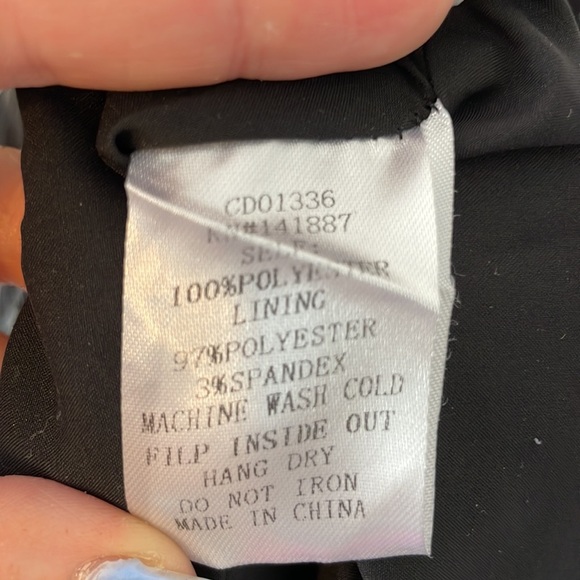 CD01336
RN#141887
SELF:
100%POLYESTER
LINING
97%POLYESTER
3%SPANDEX
MACHINE WASH COLD
FILP INSIDE OUT
HANG DRY
DO NOT IRON
MADE IN CHINA